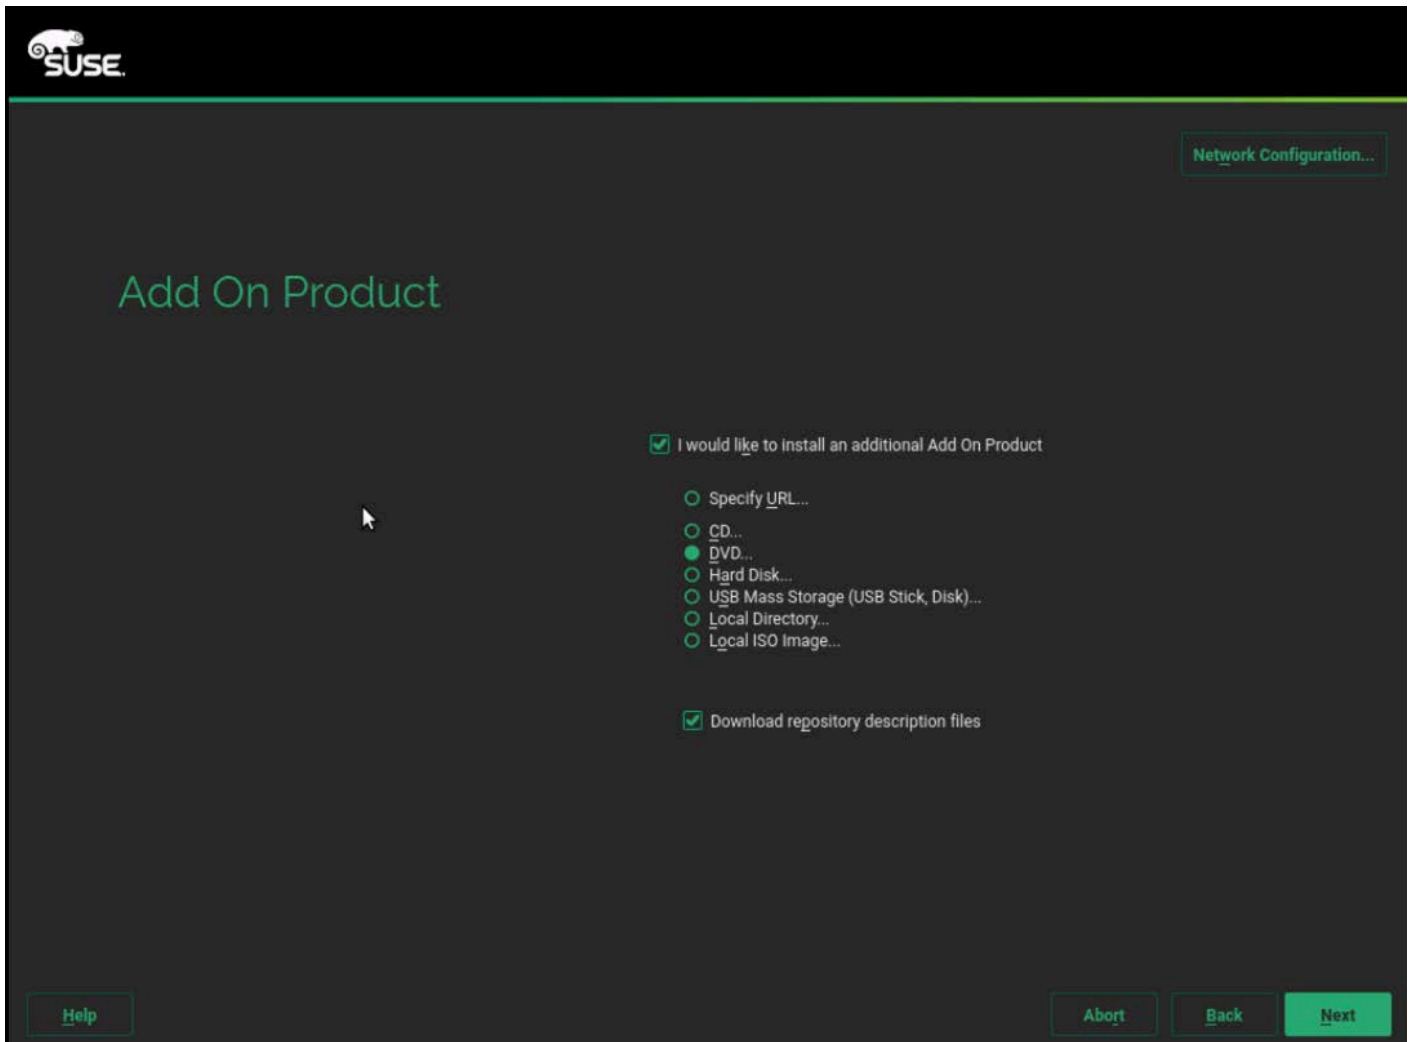 SUSE.
Network Configuration...
Add On Product
I would like to install an additional Add On Product
Specify URL...
CD...
DVD...
Hard Disk...
USB Mass Storage (USB Stick, Disk)...
Local Directory...
Local ISO Image...
Download repository description files
Help
Abort
Back
Next